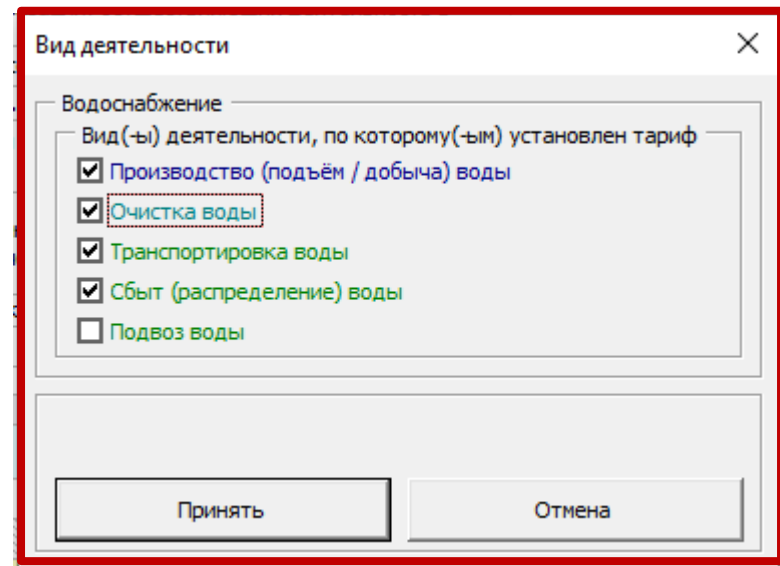 Вид деятельности
Водоснабжение
Вид(-ы) деятельности, по которому(-ым) установлен тариф
Производство (подъём / добыча) воды
Очистка воды
Транспортировка воды
Сбыт (распределение) воды
Подвоз воды
Принять
Отмена